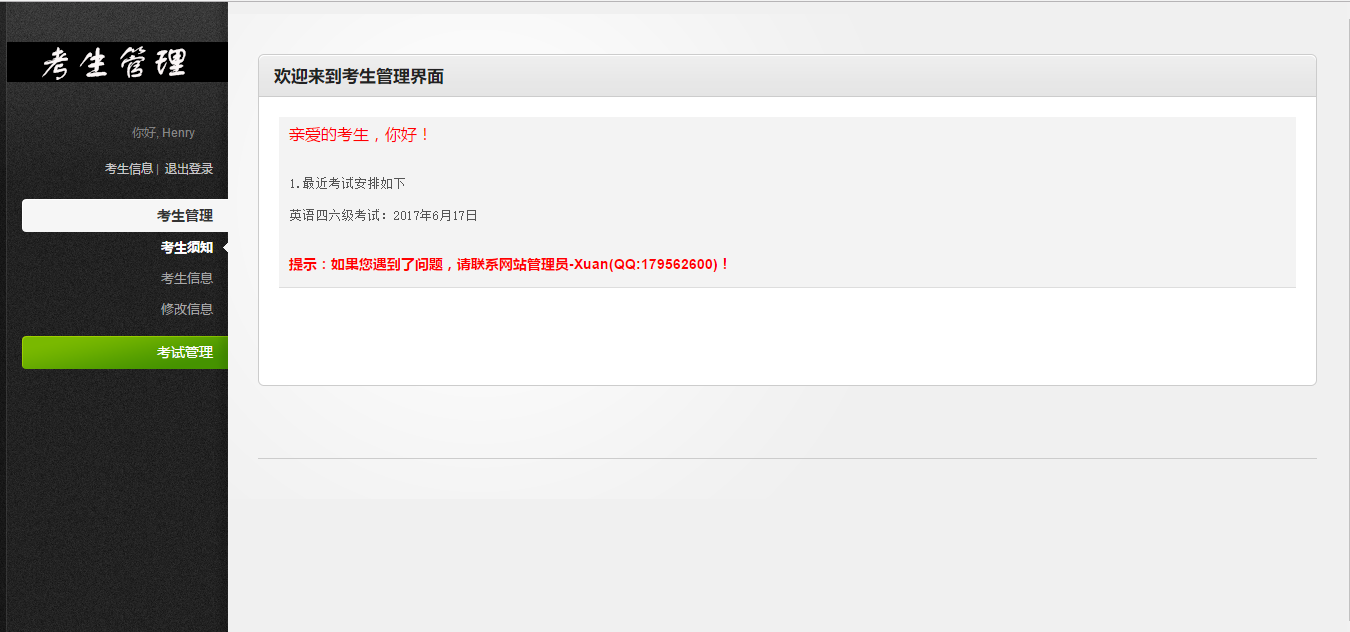 考生管理
你好, Henry
考生信息 | 退出登录
考生管理
考生须知
考生信息
修改信息
考试管理
欢迎来到考生管理界面
亲爱的考生，你好！
1.最近考试安排如下
英语四六级考试：2017年6月17日
提示：如果您遇到了问题，请联系网站管理员-Xuan(QQ:179562600)！